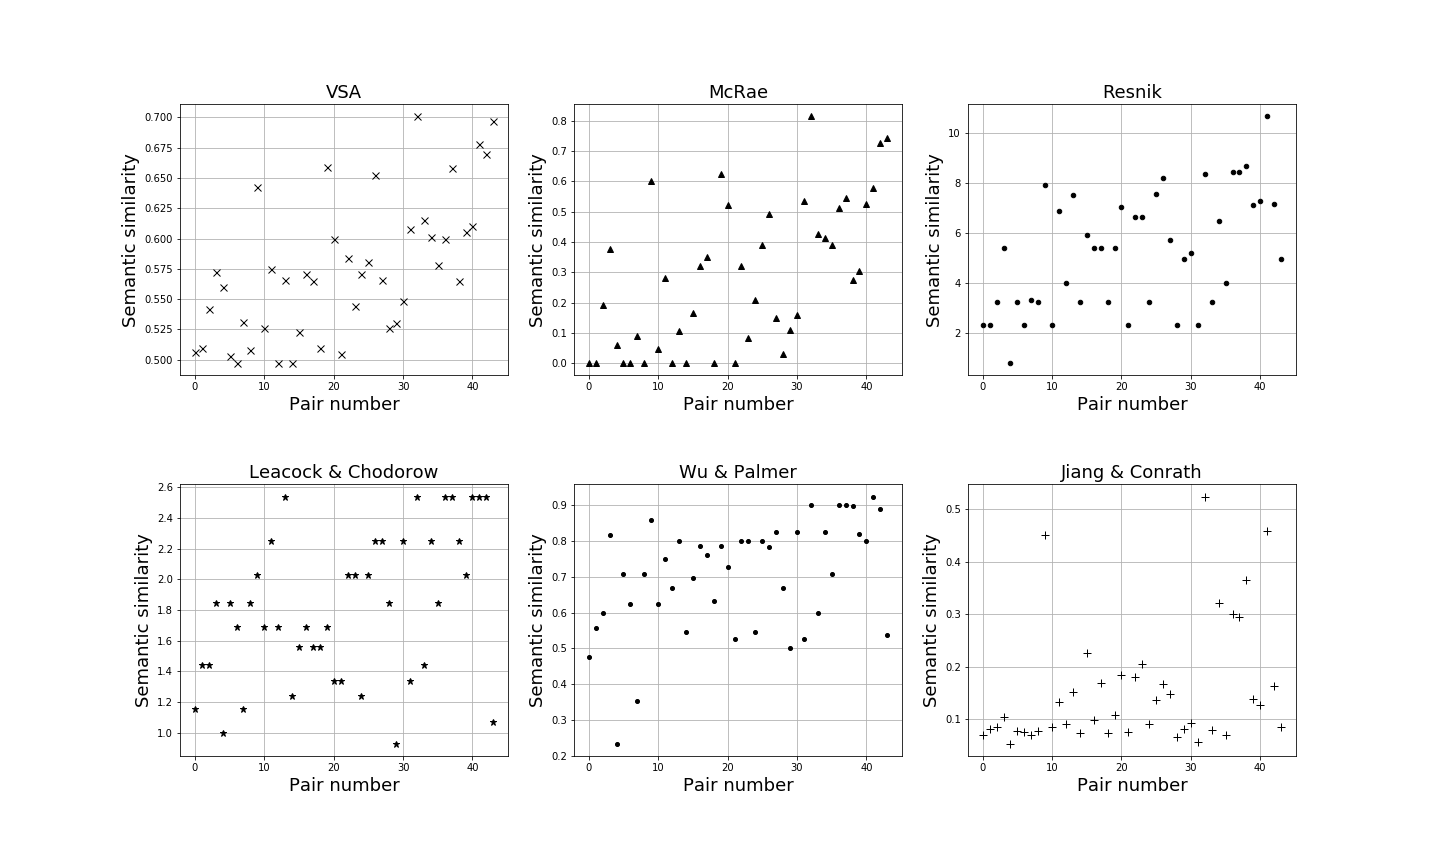 VSA
Semantic similarity
0.700
0.675
0.650
0.625
0.600
0.575
0.550
0.525
0.500
0 10 20 30 40
Pair number
McRae
Semantic similarity
0.8
0.7
0.6
0.5
0.4
0.3
0.2
0.1
0.0
0 10 20 30 40
Pair number
Resnik
Semantic similarity
10
8
6
4
2
0 10 20 30 40
Pair number
Leacock & Chodorow
Semantic similarity
2.6
2.4
2.2
2.0
1.8
1.6
1.4
1.2
1.0
0 10 20 30 40
Pair number
Wu & Palmer
Semantic similarity
0.9
0.8
0.7
0.6
0.5
0.4
0.3
0.2
0 10 20 30 40
Pair number
Jiang & Conrath
Semantic similarity
0.5
0.4
0.3
0.2
0.1
0 10 20 30 40
Pair number